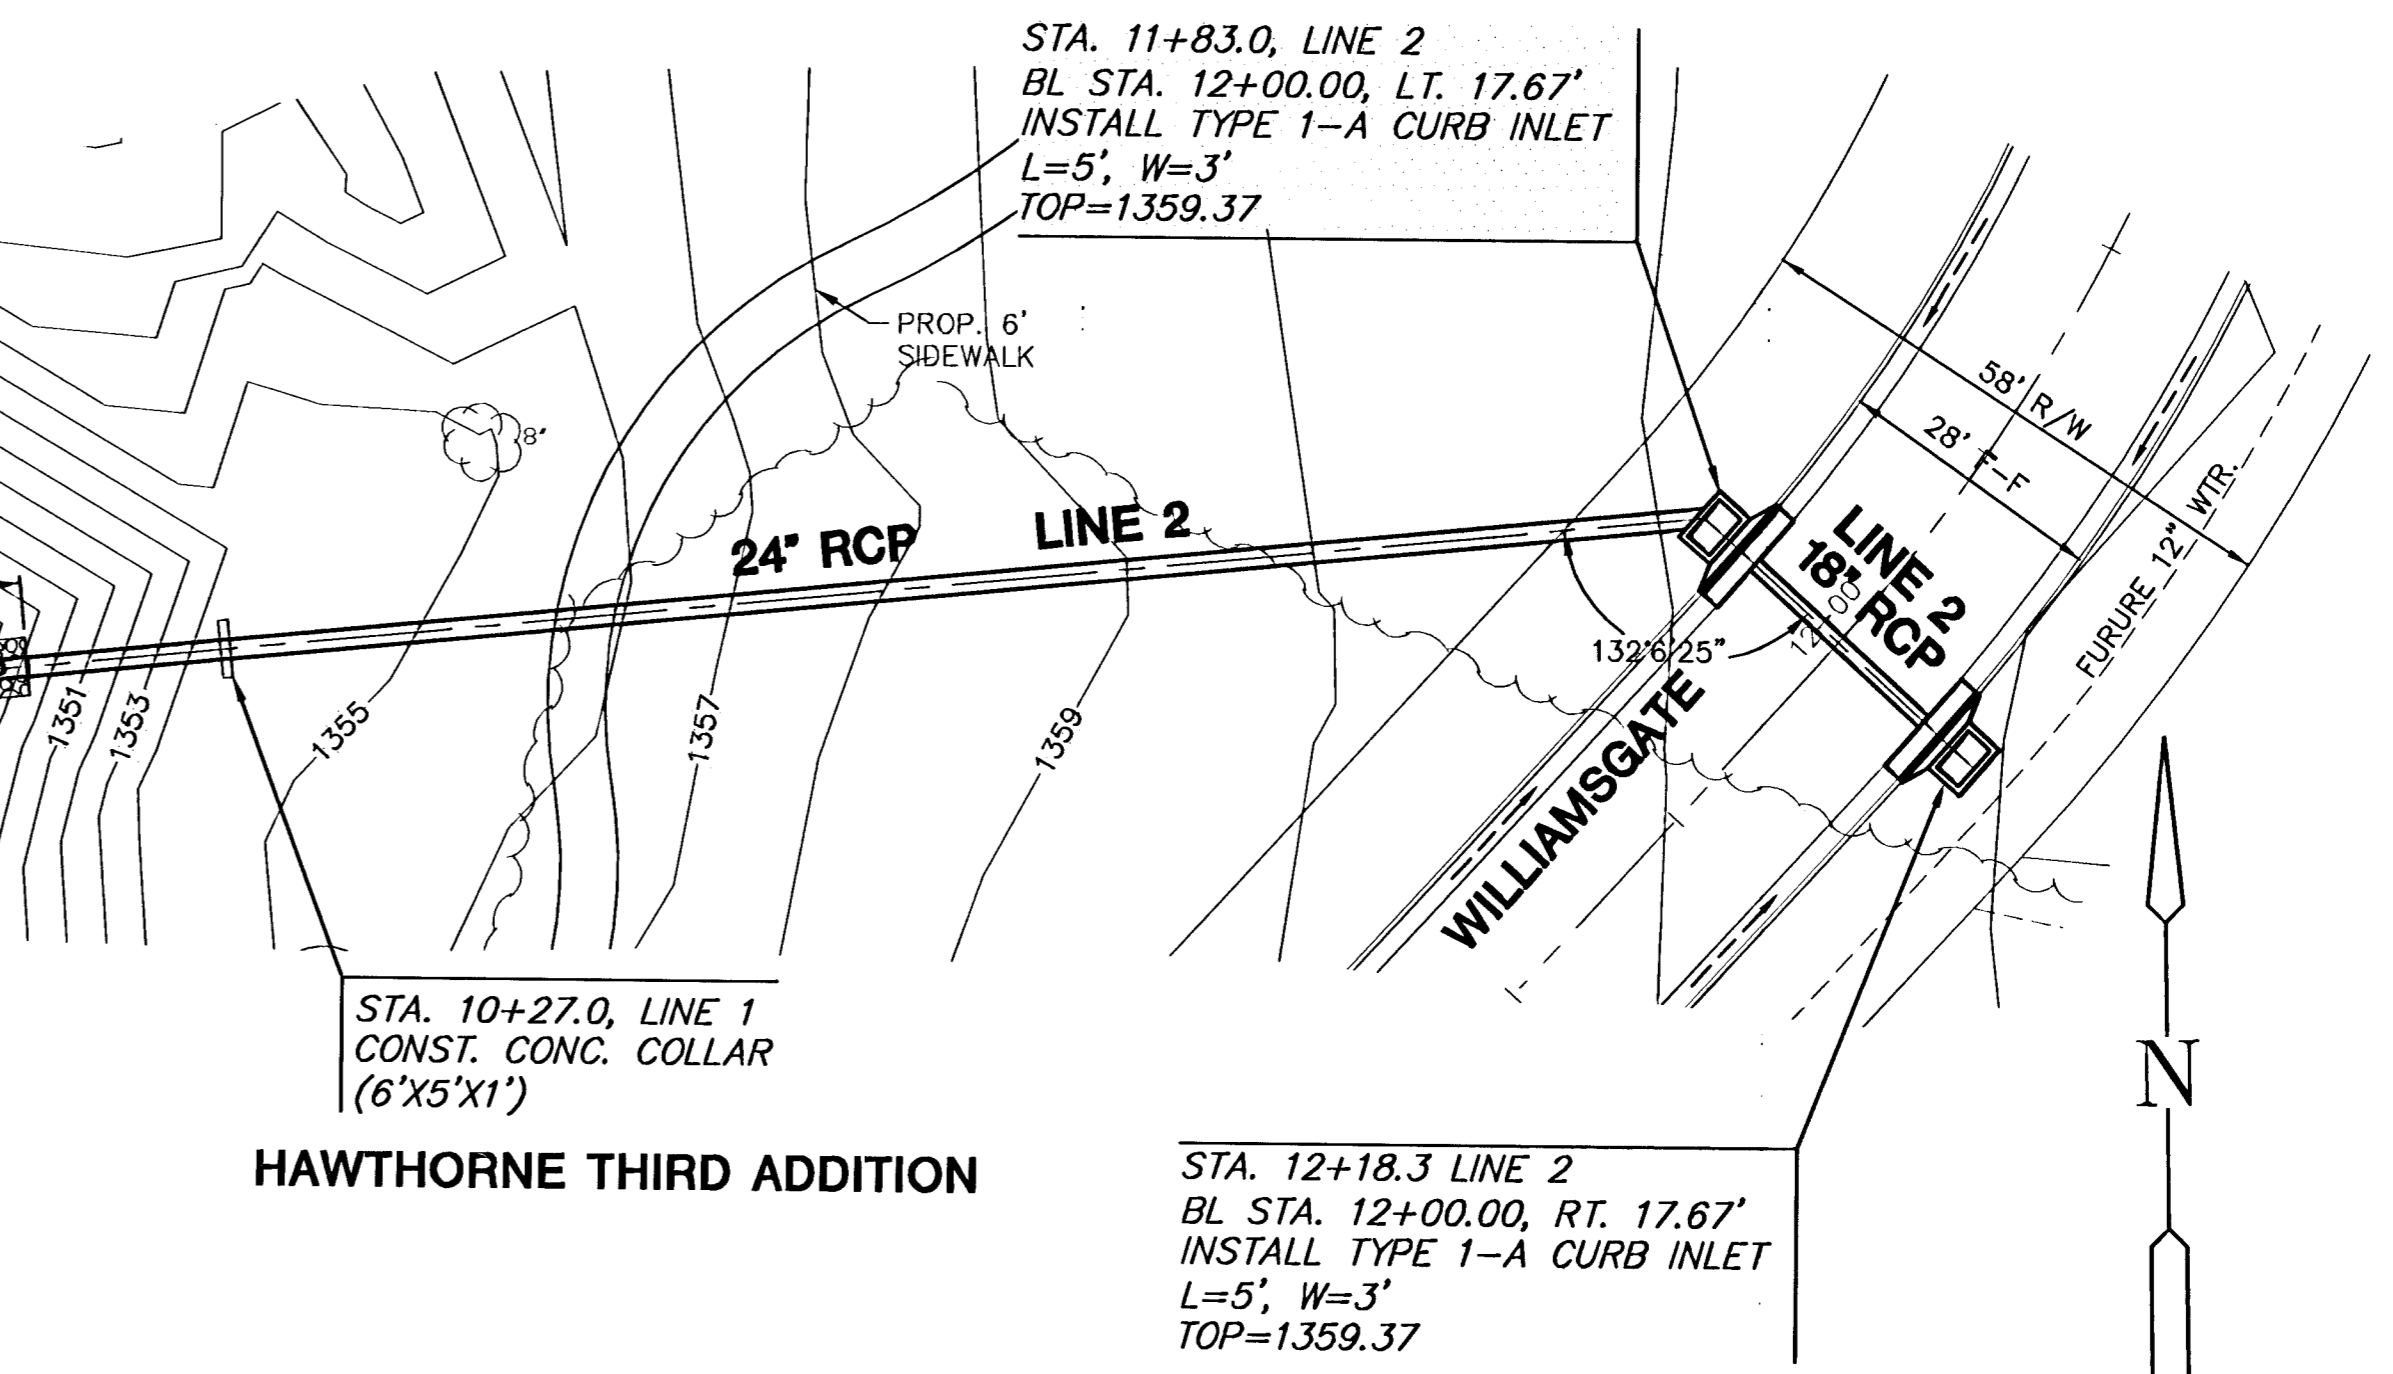 STA. 11+83.0, LINE 2
BL STA. 12+00.00, LT. 17.67'
INSTALL TYPE 1-A CURB INLET
L=5', W=3'
TOP=1359.37
PROP. 6'
SIDEWALK
8'
58' R/W
28' F-F
FURURE 12" WTR.
24" RCP
LINE 2
LINE 2
18" RCP
12+00
132°6'25"
WILLIAMSGATE
1351
1353
1355
1357
1359
STA. 10+27.0, LINE 1
CONST. CONC. COLLAR
(6'X5'X1')
HAWTHORNE THIRD ADDITION
STA. 12+18.3 LINE 2
BL STA. 12+00.00, RT. 17.67'
INSTALL TYPE 1-A CURB INLET
L=5', W=3'
TOP=1359.37
N